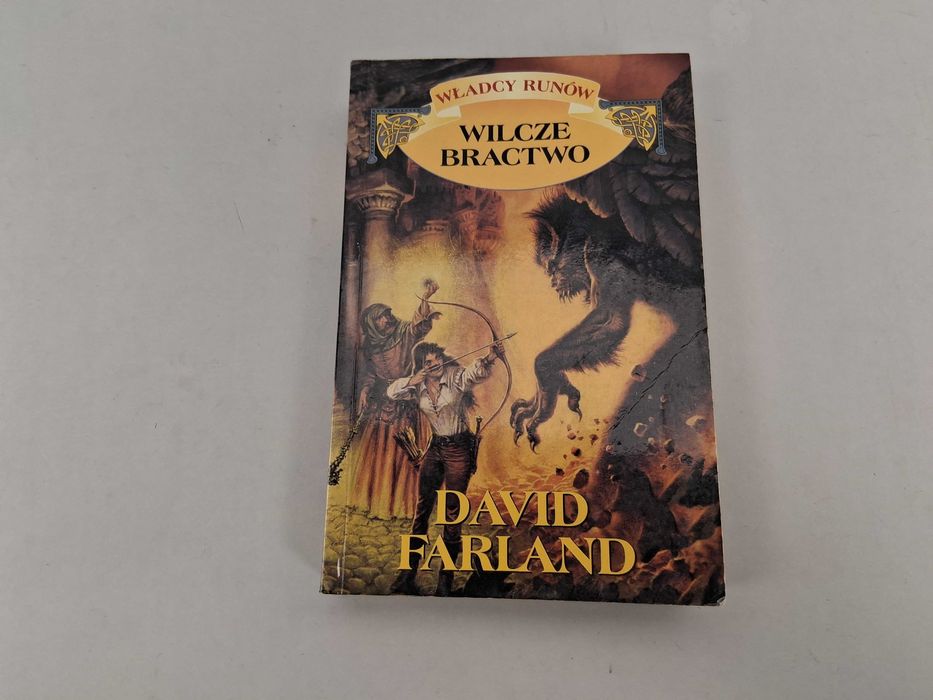 WŁADCY RUNÓW
WILCZE
BRACTWO
DAVID
FARLAND